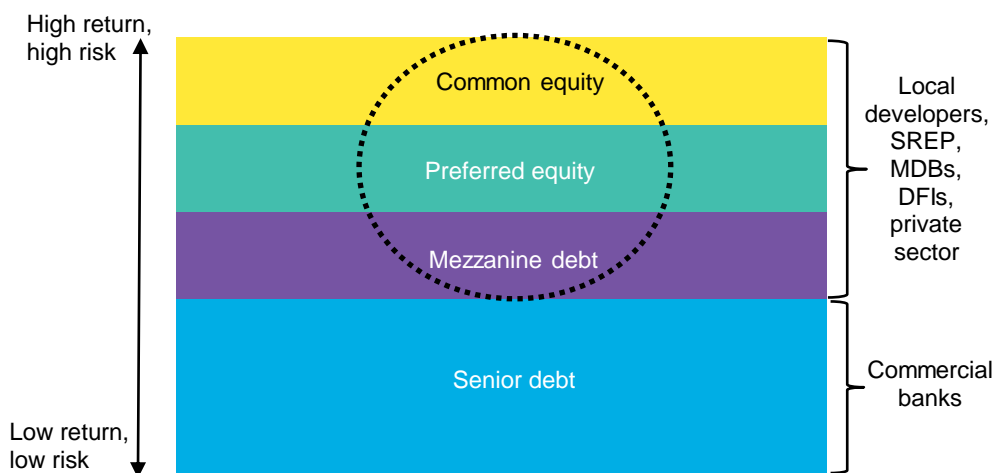 High return,
high risk
Common equity
Preferred equity
Mezzanine debt
Senior debt
Low return,
low risk
Local
developers,
SREP,
MDBs,
DFIs,
private
sector
Commercial
banks